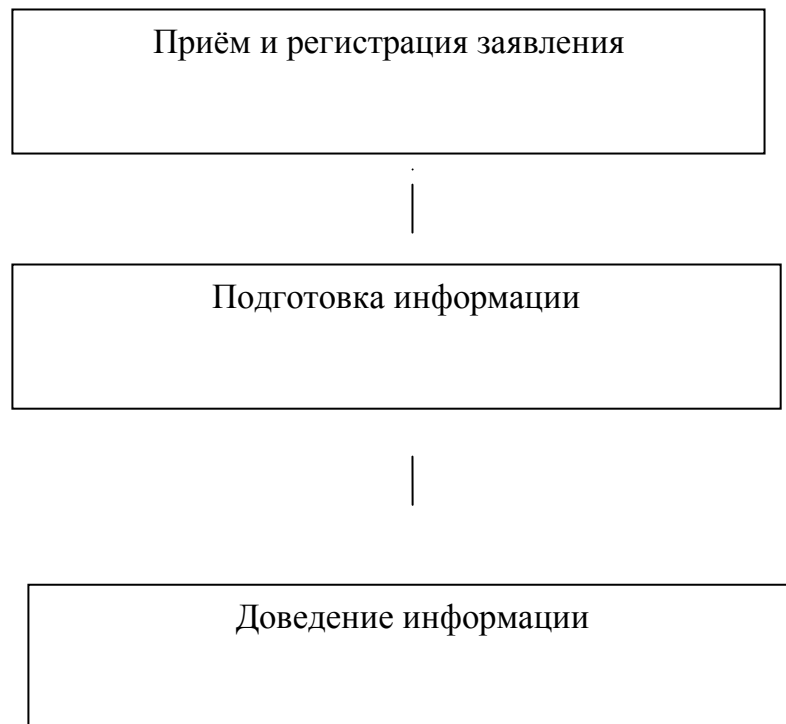 Приём и регистрация заявления
Подготовка информации
Доведение информации